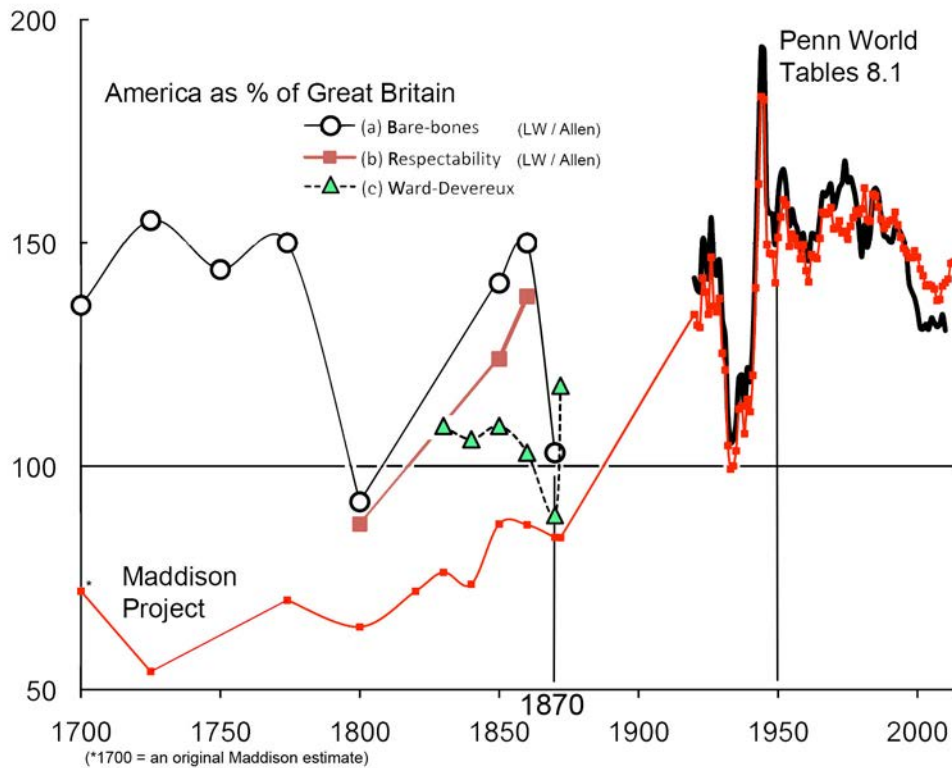 200
Penn World
Tables 8.1
America as % of Great Britain
(a) Bare-bones (LW / Allen)
(b) Respectability (LW / Allen)
(c) Ward-Devereux
150
100
*
Maddison
Project
50
1700 1750 1800 1850 1870 1900 1950 2000
(*1700 = an original Maddison estimate)